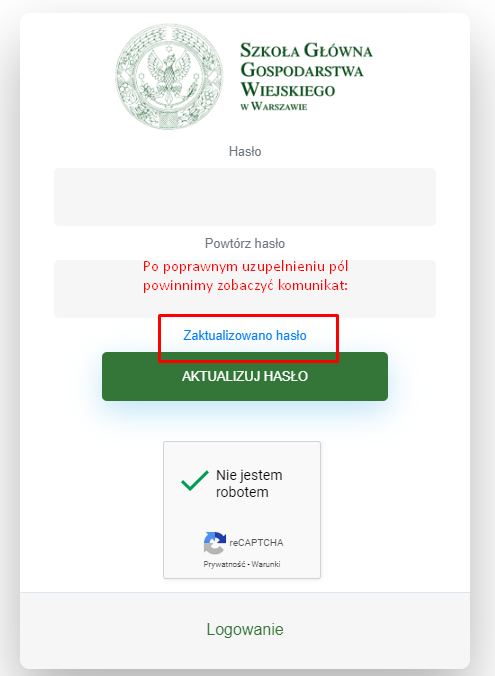 SZKOŁA GŁÓWNA
GOSPODARSTWA
WIEJSKIEGO
W WARSZAWIE
Hasło
Powtórz hasło
Po poprawnym uzupełnieniu pól
powinnimy zobaczyć komunikat:
Zaktualizowano hasło
AKTUALIZUJ HASŁO
Nie jestem
robotem
reCAPTCHA
Prywatność - Warunki
Logowanie